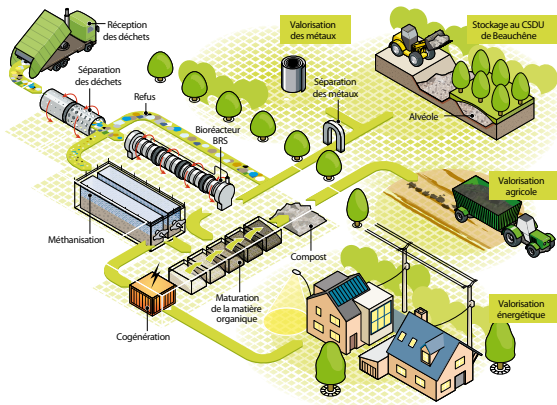 Réception
des déchets
Valorisation
des métaux
Stockage au CSDU
de Beauchêne
Séparation
des déchets
Refus
Séparation
des métaux
Bioréacteur
BRS
Alvéole
Valorisation
agricole
Méthanisation
Compost
Maturation
de la matière
organique
Cogénération
Valorisation
énergétique